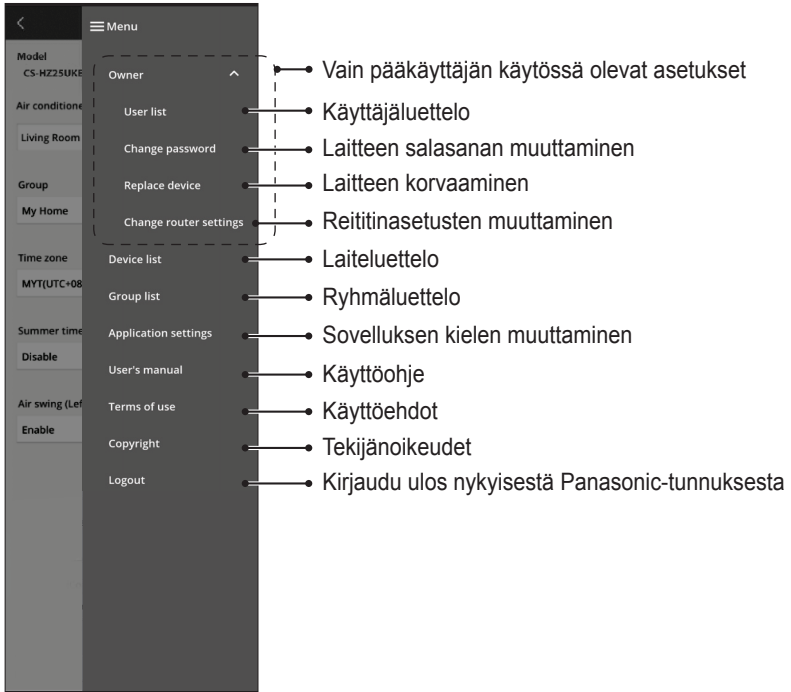 Menu
Model
CS-HZ25UKE
Owner
Vain pääkäyttäjän käytössä olevat asetukset
Air conditione
User list
Käyttäjäluettelo
Living Room
Change password
Laitteen salasanan muuttaminen
Group
Replace device
Laitteen korvaaminen
My Home
Change router settings
Reititinasetusten muuttaminen
Time zone
Device list
Laiteluettelo
MYT(UTC+08
Group list
Ryhmäluettelo
Summer time
Application settings
Sovelluksen kielen muuttaminen
Disable
User's manual
Käyttöohje
Air swing (Lef
Terms of use
Käyttöehdot
Enable
Copyright
Tekijänoikeudet
Logout
Kirjaudu ulos nykyisestä Panasonic-tunnuksesta